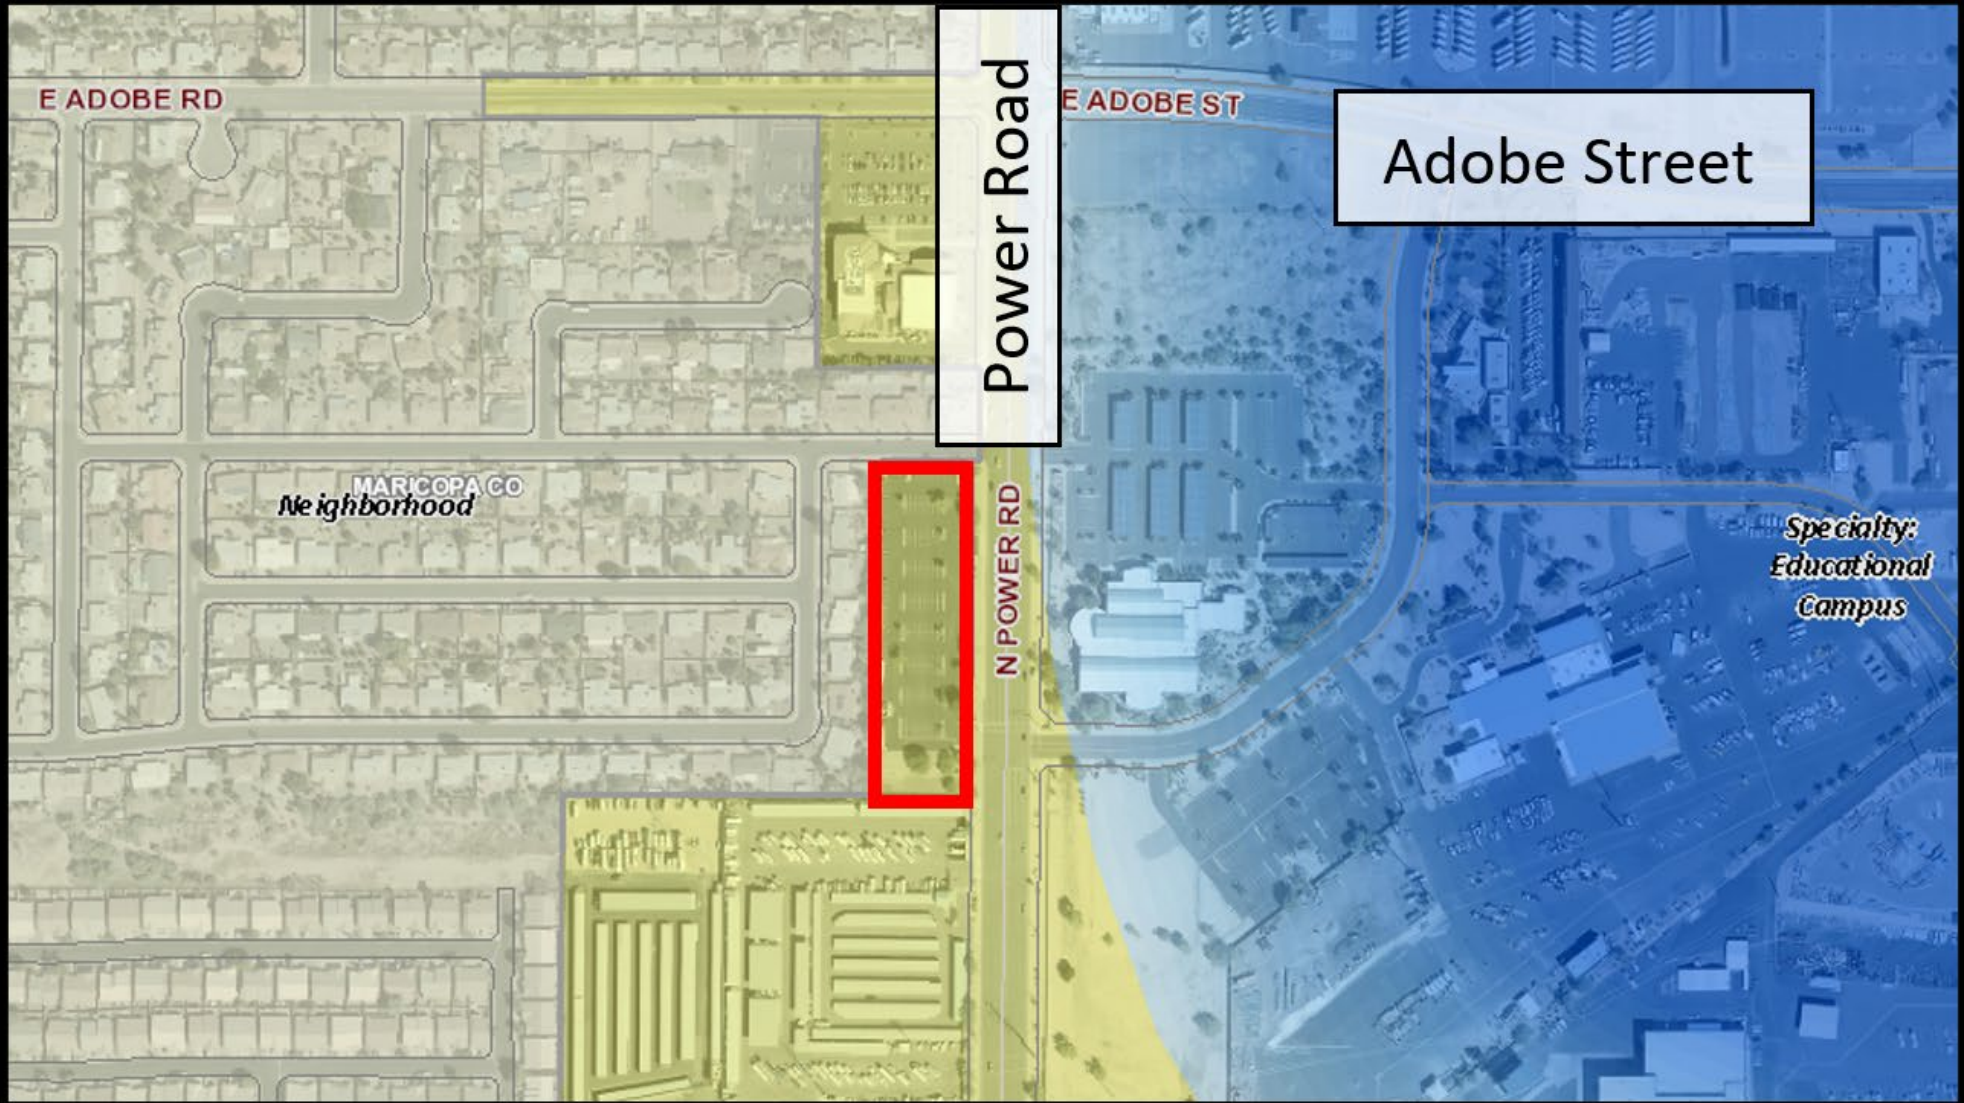 E ADOBE RD
Power Road
E ADOBE ST
Adobe Street
MARICOPA CO
Neighborhood
N POWER RD
Specialty:
Educational
Campus